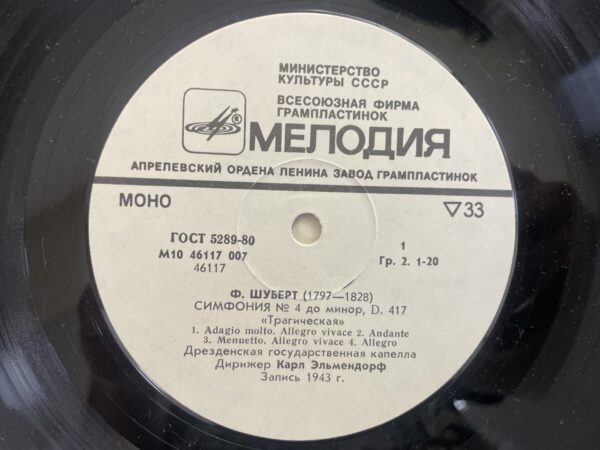 МИНИСТЕРСТВО
КУЛЬТУРЫ СССР
ВСЕСОЮЗНАЯ ФИРМА
ГРАМПЛАСТИНОК
®
МЕЛОДИЯ
АПРЕЛЕВСКИЙ ОРДЕНА ЛЕНИНА ЗАВОД ГРАМПЛАСТИНОК
МОНО
▽33
ГОСТ 5289-80
М10 46117 007
46117
1
Гр. 2. 1-20
Ф. ШУБЕРТ (1797—1828)
СИМФОНИЯ № 4 до минор, D. 417
«Трагическая»
1. Adagio molto. Allegro vivace 2. Andante
3. Menuetto. Allegro vivace 4. Allegro
Дрезденская государственная капелла
Дирижер Карл Эльмендорф
Запись 1943 г.